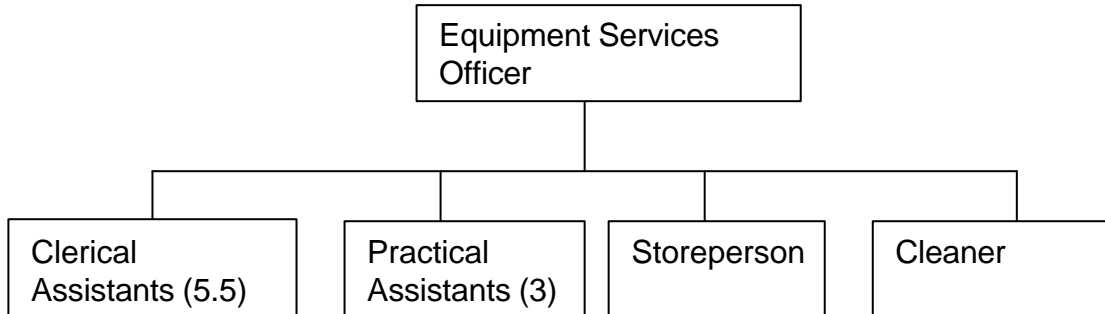 Equipment Services
Officer
Clerical
Assistants (5.5)
Practical
Assistants (3)
Storeperson
Cleaner